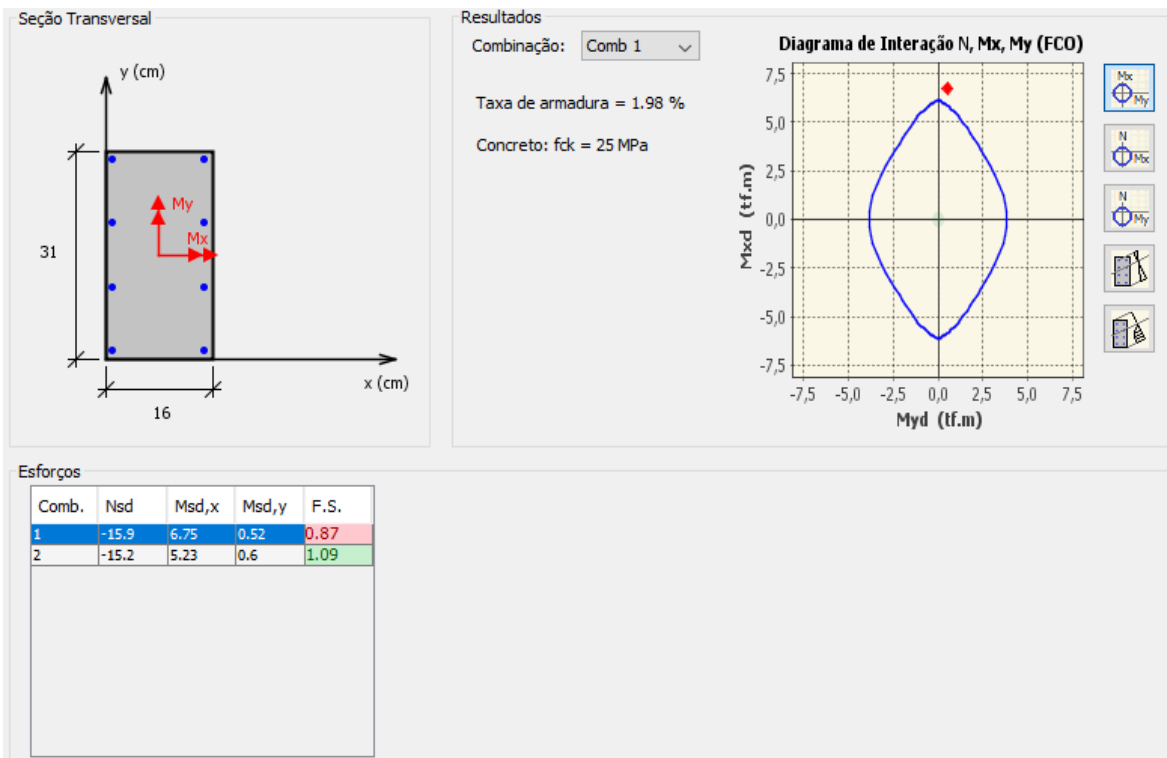 Seção Transversal
y (cm)
My
Mx
31
x (cm)
16
Resultados
Combinação: Comb 1
Taxa de armadura = 1.98 %
Concreto: fck = 25 MPa
Diagrama de Interação N, Mx, My (FCO)
7,5
5,0
2,5
0,0
-2,5
-5,0
-7,5
Mxd (tf.m)
-7,5 -5,0 -2,5 0,0 2,5 5,0 7,5
Myd (tf.m)
Mx
My
N
Mx
N
My
Esforços
Comb. Nsd Msd,x Msd,y F.S.
1 -15.9 6.75 0.52 0.87
2 -15.2 5.23 0.6 1.09